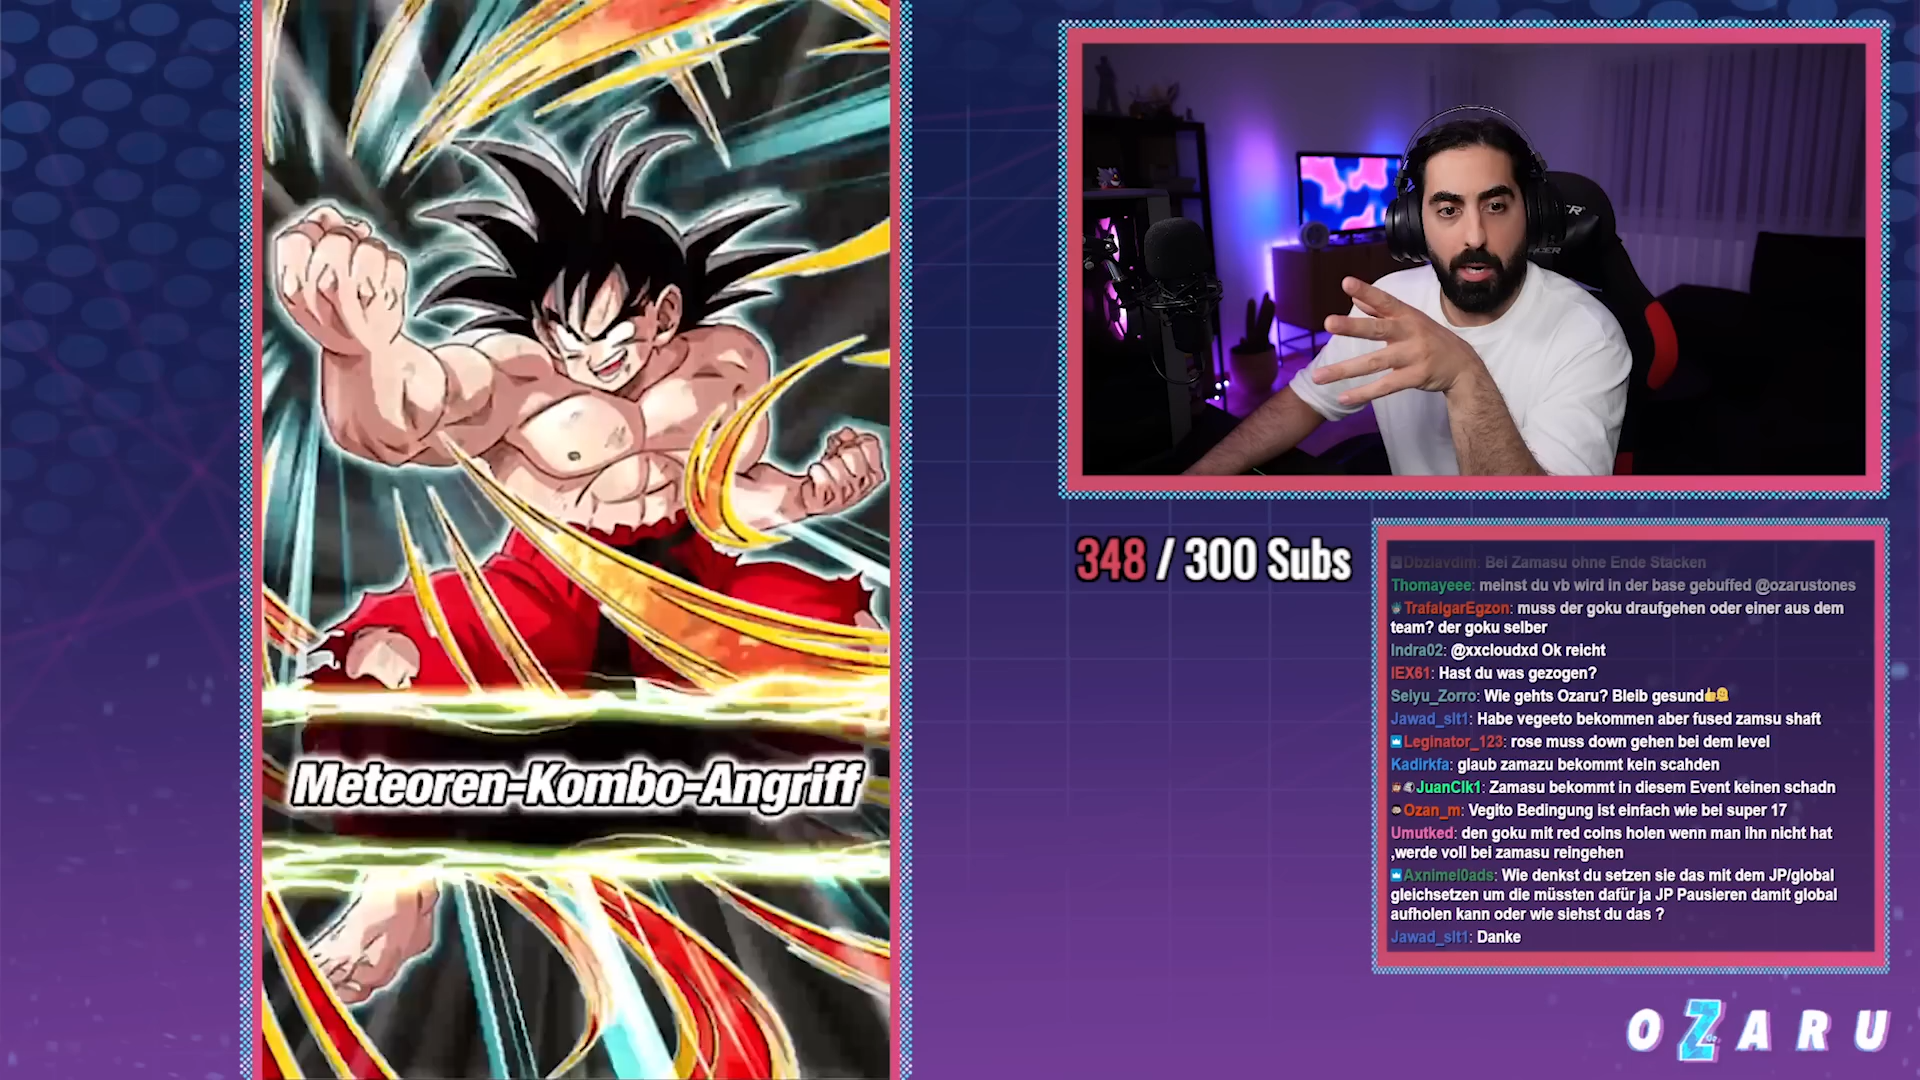 Meteoren-Kombo-Angriff
348 / 300 Subs
Dbzlavdim: Bei Zamasu ohne Ende Stacken
Thomayeee: meinst du vb wird in der base gebuffed @ozarustones
TrafalgarEgzon: muss der goku draufgehen oder einer aus dem
team? der goku selber
Indra02: @xxcloudxd Ok reicht
IEX61: Hast du was gezogen?
Seiyu_Zorro: Wie gehts Ozaru? Bleib gesund
Jawad_slt1: Habe vegeeto bekommen aber fused zamsu shaft
Leginator_123: rose muss down gehen bei dem level
Kadirkfa: glaub zamazu bekommt kein scahden
JuanClk1: Zamasu bekommt in diesem Event keinen schadn
Ozan_m: Vegito Bedingung ist einfach wie bei super 17
Umutked: den goku mit red coins holen wenn man ihn nicht hat
,werde voll bei zamasu reingehen
Axnimel0ads: Wie denkst du setzen sie das mit dem JP/global
gleichsetzen um die müssten dafür ja JP Pausieren damit global
aufholen kann oder wie siehst du das ?
Jawad_slt1: Danke
OZARU